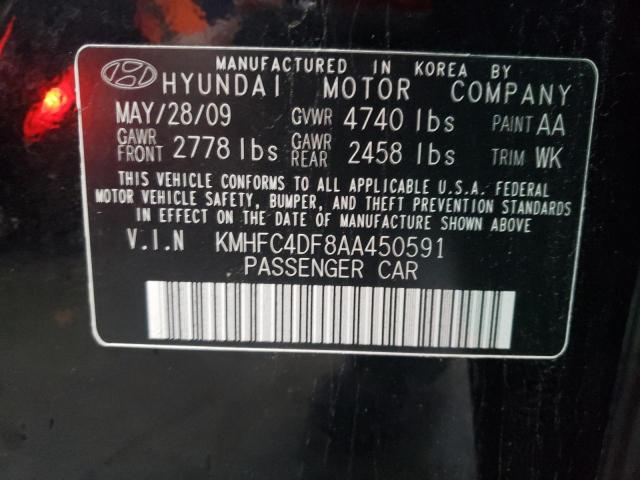 MANUFACTURED IN KOREA BY
HYUNDAI MOTOR COMPANY
MAY/28/09 GVWR 4740 lbs PAINT AA
GAWR FRONT 2778 lbs GAWR REAR 2458 lbs TRIM WK
THIS VEHICLE CONFORMS TO ALL APPLICABLE U.S.A. FEDERAL
MOTOR VEHICLE SAFETY, BUMPER, AND THEFT PREVENTION STANDARDS
IN EFFECT ON THE DATE OF MANUFACTURE SHOWN ABOVE
V.I.N KMHFC4DF8AA450591
PASSENGER CAR